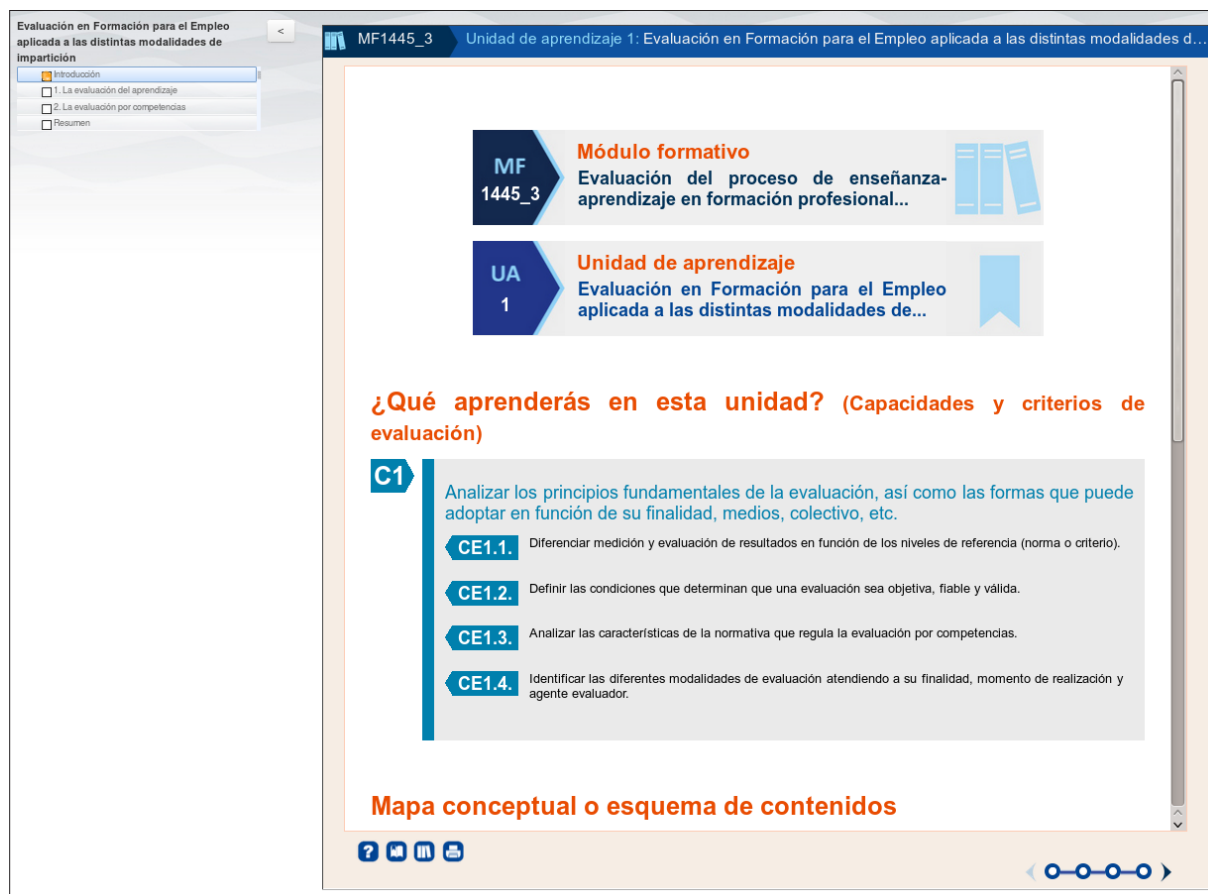 Evaluación en Formación para el Empleo
aplicada a las distintas modalidades de
impartición
<
Introducción
1. La evaluación del aprendizaje
2. La evaluación por competencias
Resumen
MF1445_3 Unidad de aprendizaje 1: Evaluación en Formación para el Empleo aplicada a las distintas modalidades d...
MF
1445_3
Módulo formativo
Evaluación del proceso de enseñanza-
aprendizaje en formación profesional...
UA
1
Unidad de aprendizaje
Evaluación en Formación para el Empleo
aplicada a las distintas modalidades de...
¿Qué aprenderás en esta unidad? (Capacidades y criterios de
evaluación)
C1
Analizar los principios fundamentales de la evaluación, así como las formas que puede
adoptar en función de su finalidad, medios, colectivo, etc.
CE1.1. Diferenciar medición y evaluación de resultados en función de los niveles de referencia (norma o criterio).
CE1.2. Definir las condiciones que determinan que una evaluación sea objetiva, fiable y válida.
CE1.3. Analizar las características de la normativa que regula la evaluación por competencias.
CE1.4. Identificar las diferentes modalidades de evaluación atendiendo a su finalidad, momento de realización y
agente evaluador.
Mapa conceptual o esquema de contenidos
?